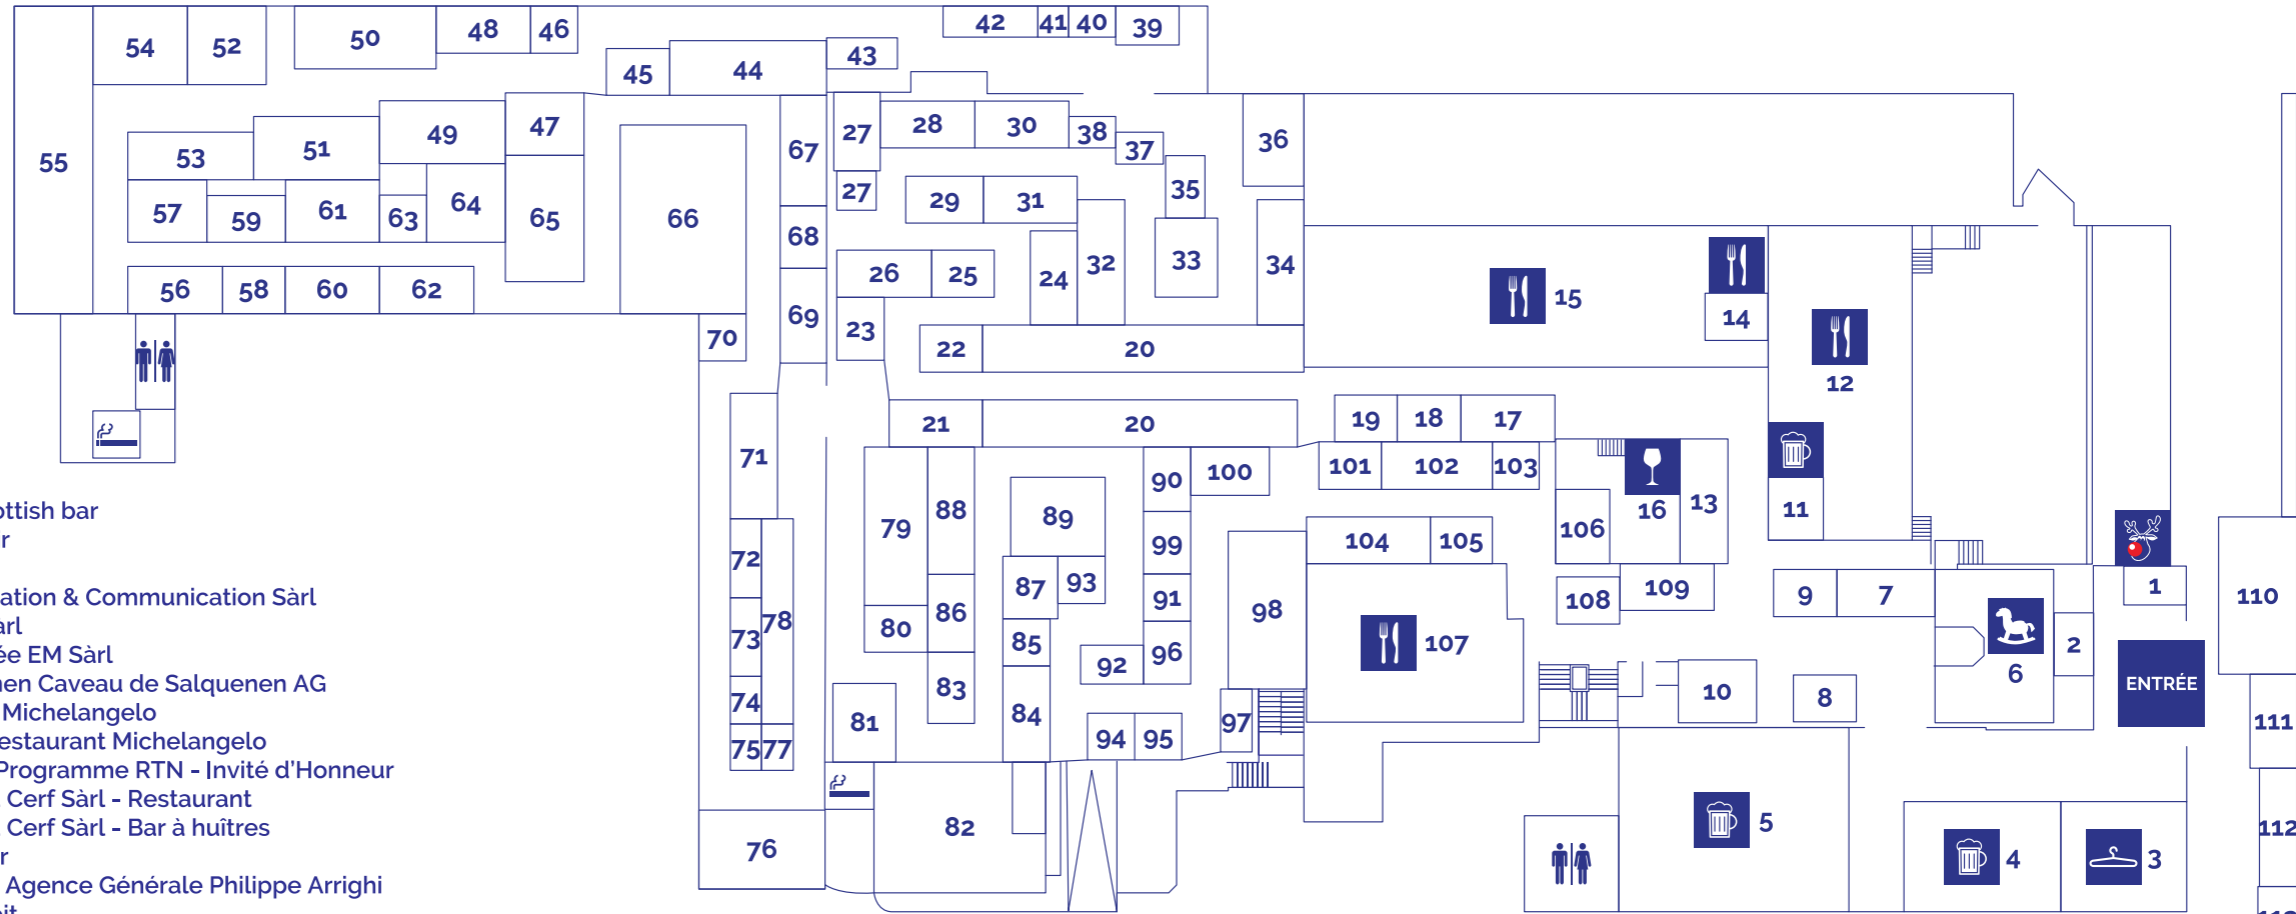 54 52 50 48 46 42 41 40 39
45 44 43
55 53 51 49 47 67 27 28 30 38 37 36
57 59 61 63 64 65 66 27 29 31 35
68 26 25 24 32 33 34
56 58 60 62 70 69 23 22 20
15 14 12
71 21 20 19 18 17
79 88 89 90 100 101 102 103 16 13 11
72 99 104 105 106
73 78 80 86 87 93 91 98 108 109 9 7 1 110
74 83 85 92 96 107 10 8 6 2 ENTRÉE
75 77 81 84 94 95 97 111
76 82 5 4 3 112
ottish bar
r
ation & Communication Sàrl
arl
ée EM Sàrl
nen Caveau de Salquenen AG
Michelangelo
estaurant Michelangelo
Programme RTN - Invité d'Honneur
Cerf Sàrl - Restaurant
Cerf Sàrl - Bar à huîtres
r
Agence Générale Philippe Arrighi